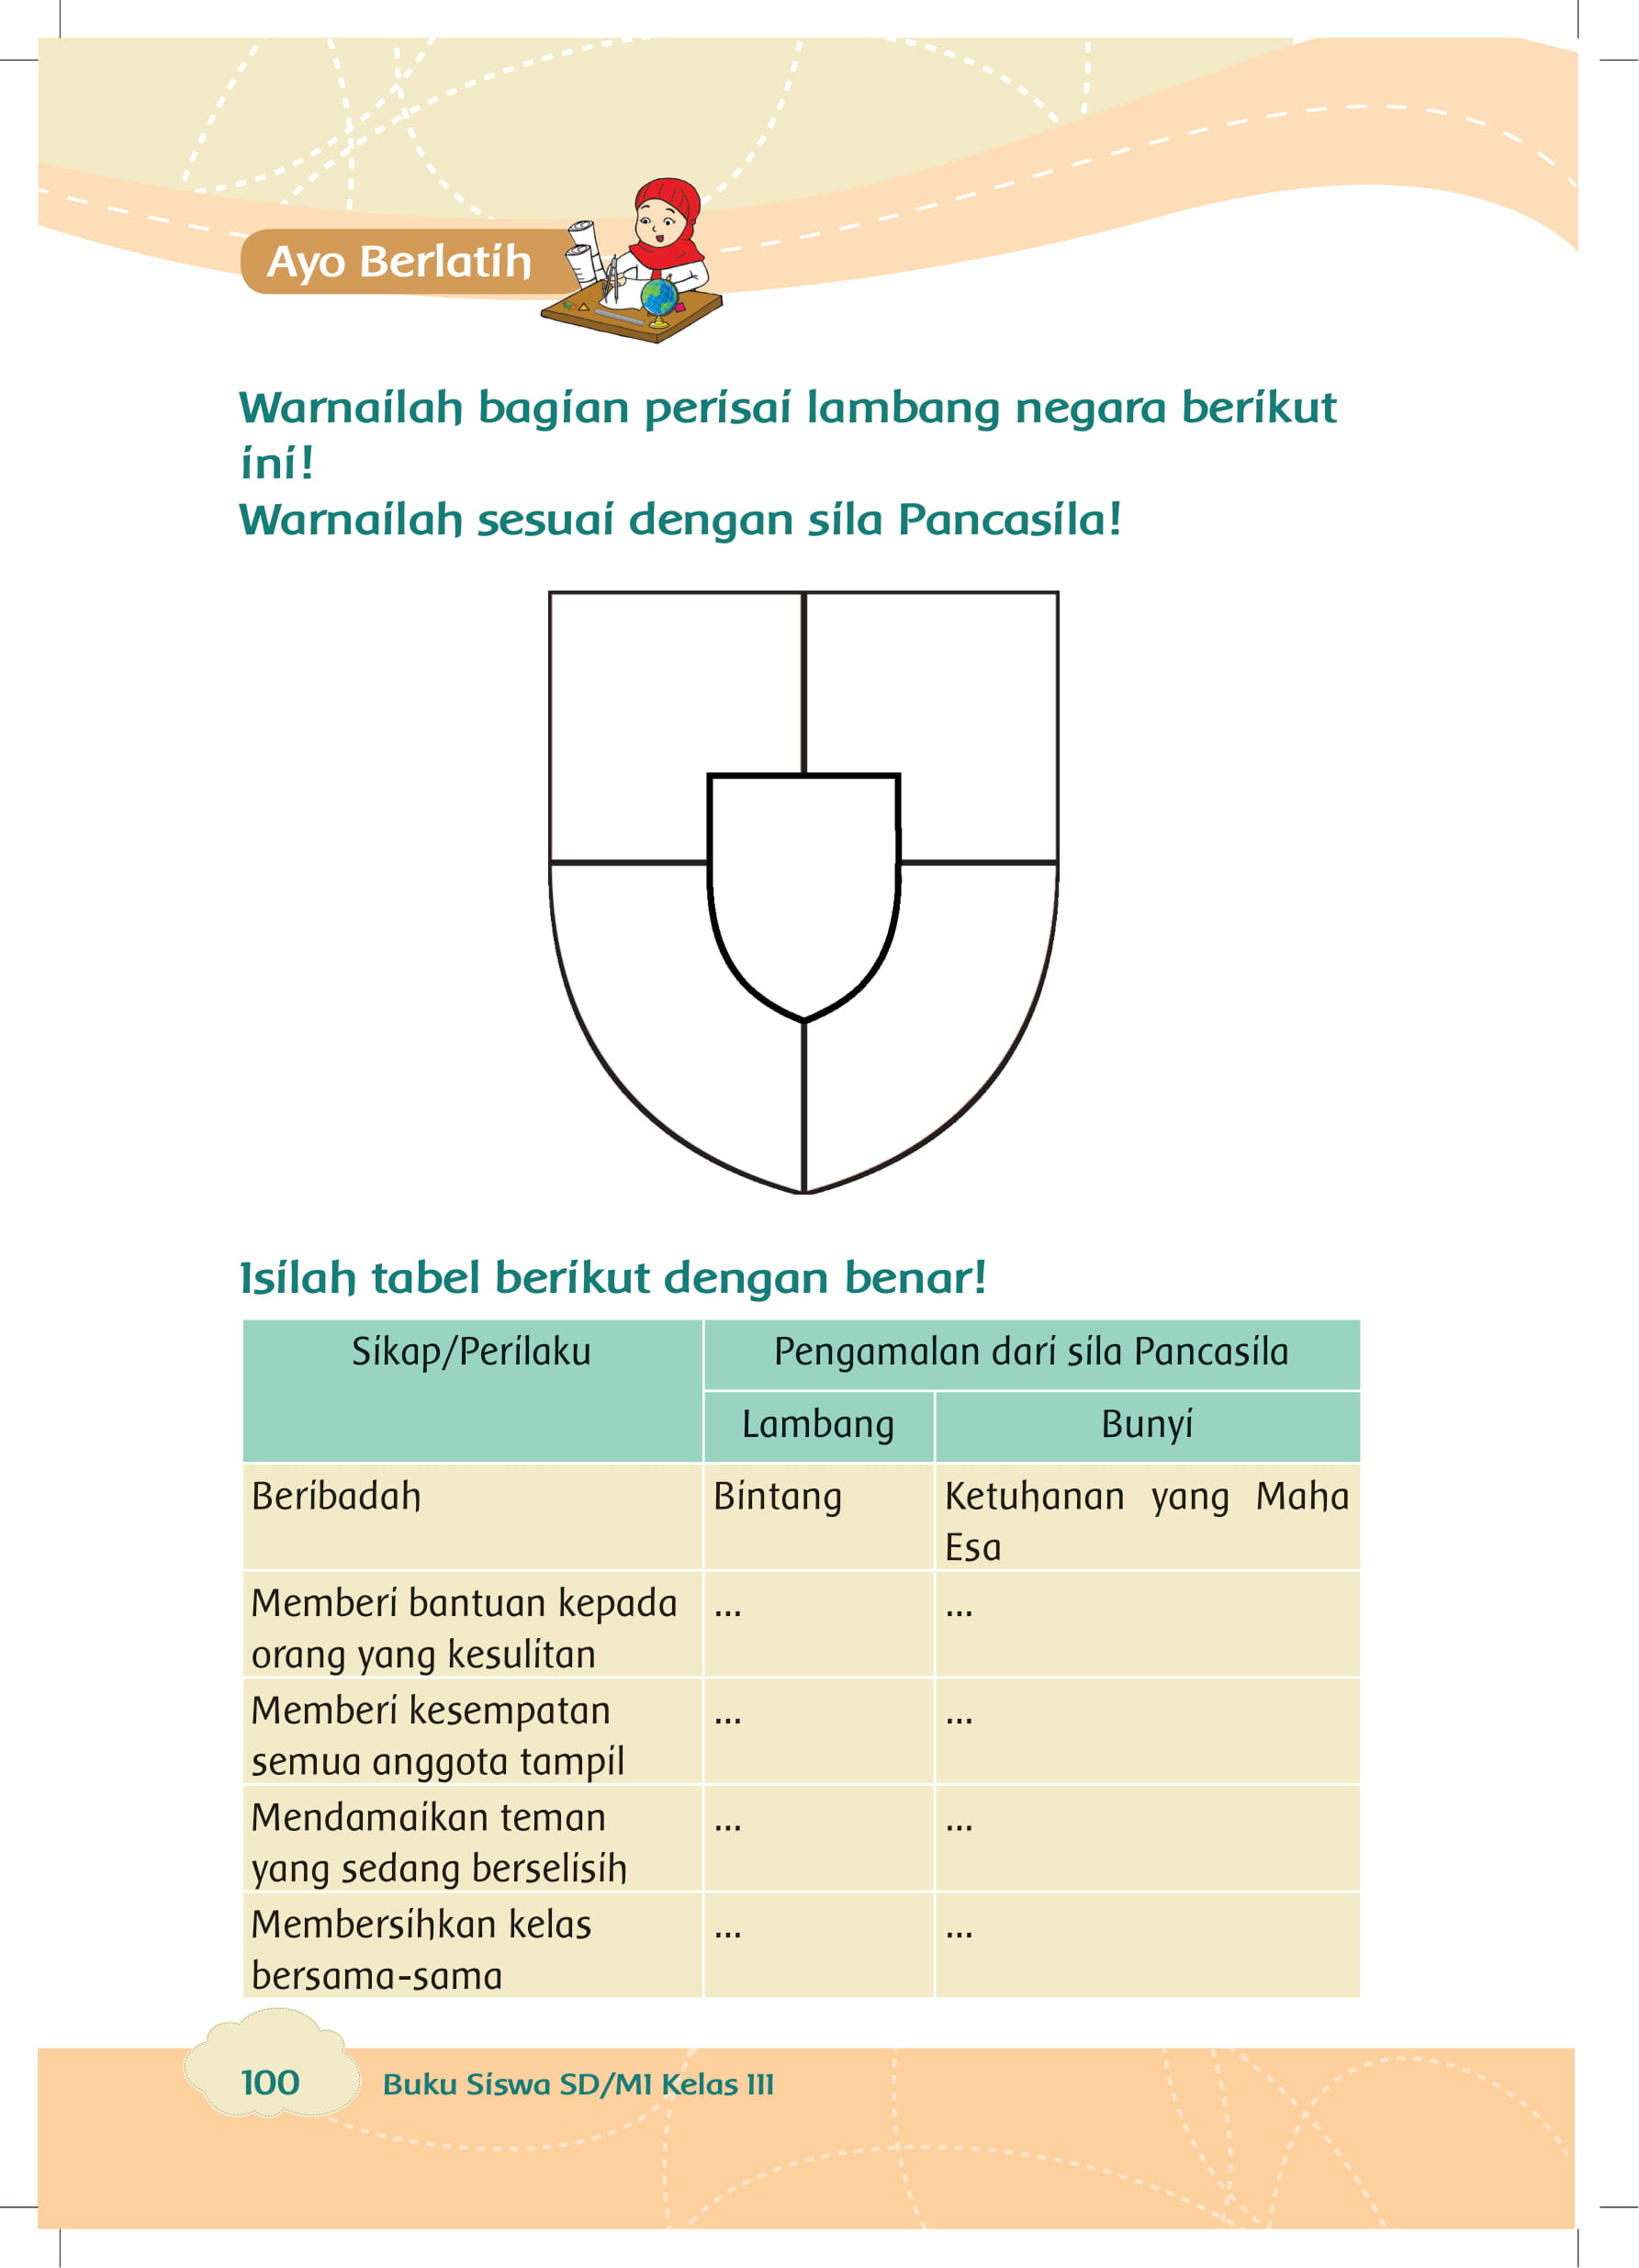 Ayo Berlatih
Warnailah bagian perisai lambang negara berikut
ini!
Warnailah sesuai dengan sila Pancasila!
Isilah tabel berikut dengan benar!
Sikap/Perilaku
Pengamalan dari sila Pancasila
Lambang
Bunyi
Beribadah
Bintang
Ketuhanan yang Maha
Esa
Memberi bantuan kepada
orang yang kesulitan
...
...
Memberi kesempatan
semua anggota tampil
...
...
Mendamaikan teman
yang sedang berselisih
...
...
Membersihkan kelas
bersama-sama
...
...
100
Buku Siswa SD/MI Kelas III